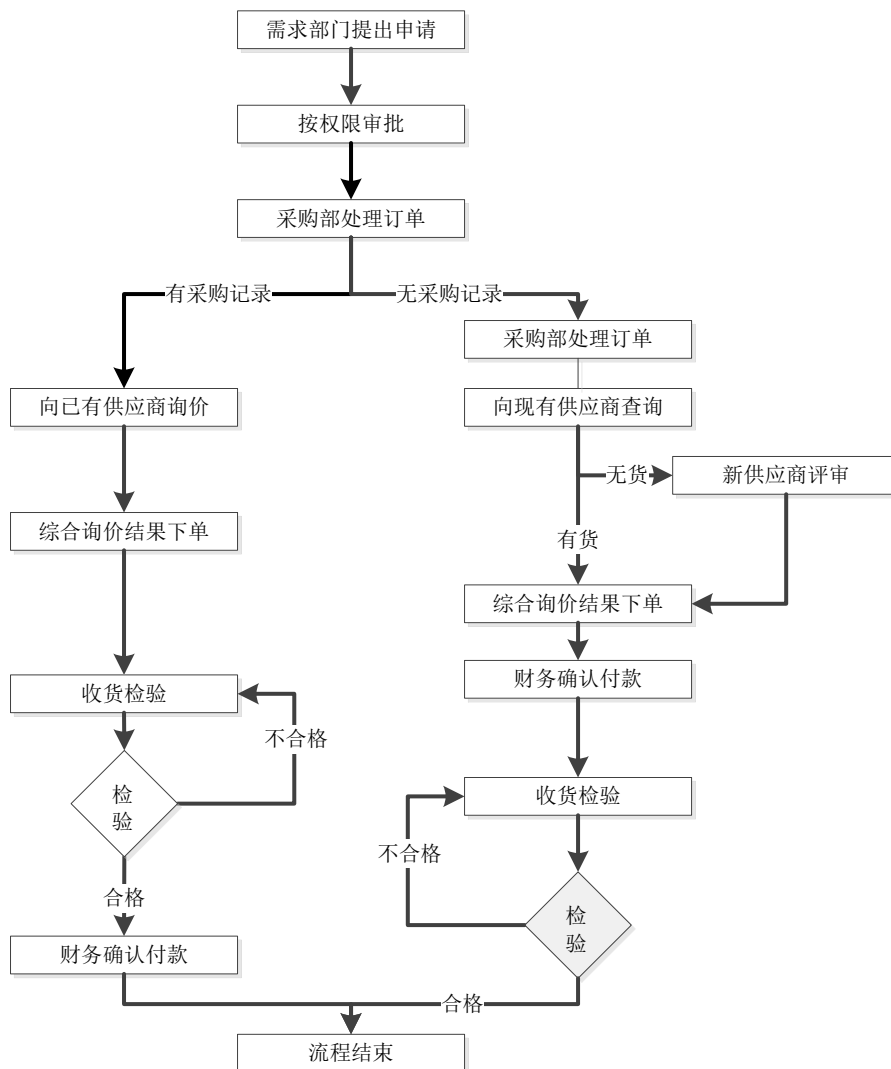 需求部门提出申请
按权限审批
采购部处理订单
有采购记录
无采购记录
采购部处理订单
向已有供应商询价
向现有供应商查询
无货
新供应商评审
综合询价结果下单
有货
综合询价结果下单
财务确认付款
收货检验
不合格
检
验
收货检验
不合格
合格
检
验
财务确认付款
合格
流程结束